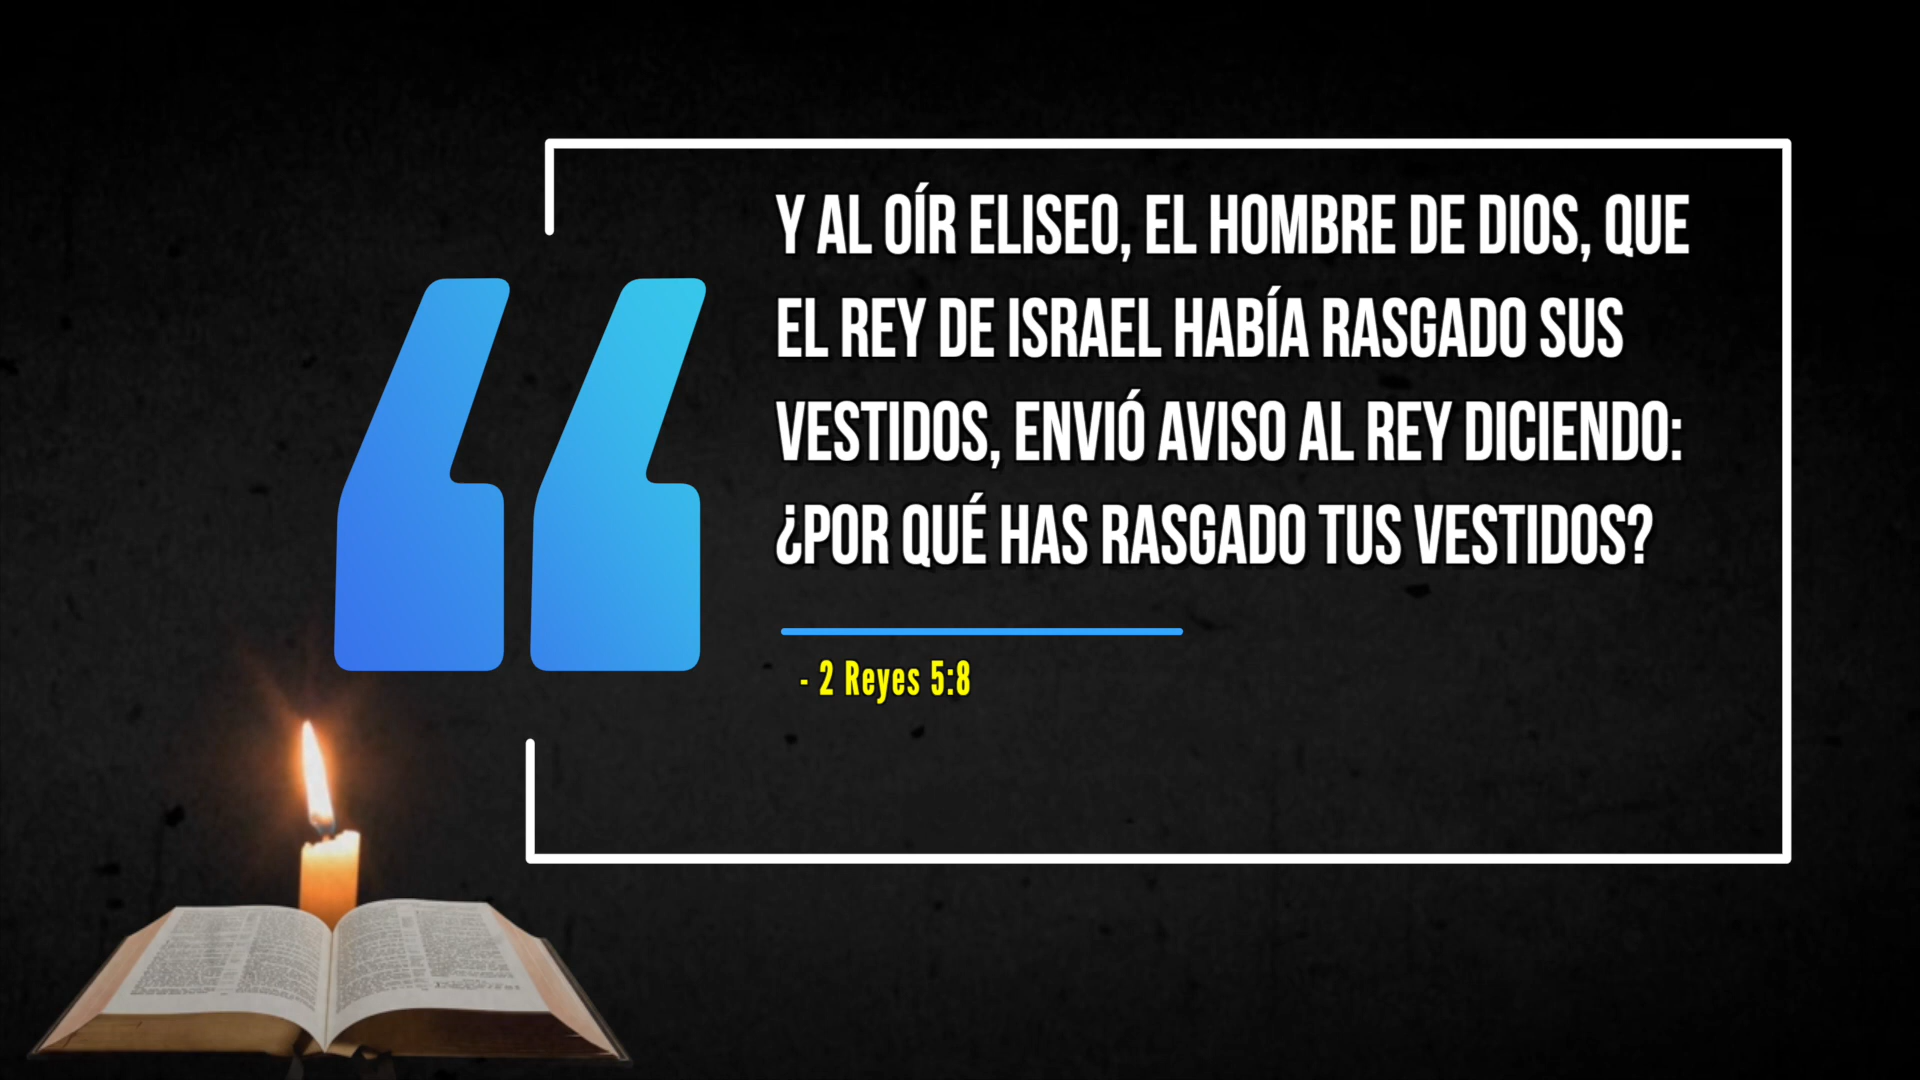 Y AL OÍR ELISEO, EL HOMBRE DE DIOS, QUE
EL REY DE ISRAEL HABÍA RASGADO SUS
VESTIDOS, ENVIÓ AVISO AL REY DICIENDO:
¿POR QUÉ HAS RASGADO TUS VESTIDOS?
- 2 Reyes 5:8